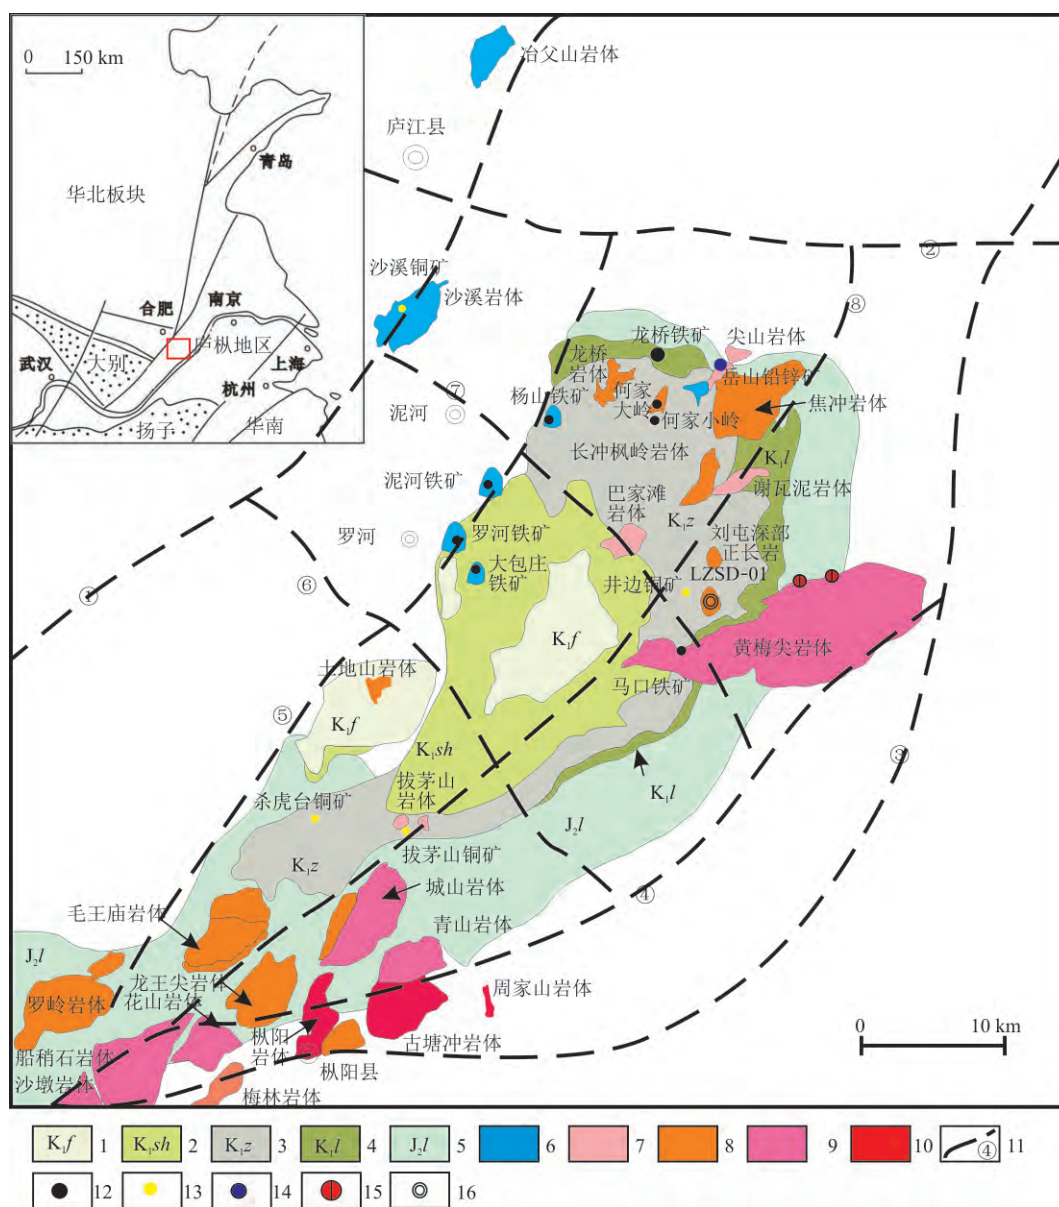 0 150 km
华北板块
青岛
合肥
南京
庐枞地区
武汉
大别
上海
杭州
扬子
华南
冶父山岩体
庐江县
②
沙溪铜矿
沙溪岩体
⑧
龙桥铁矿
尖山岩体
龙桥
岩体
岳山铅锌矿
⑦
杨山铁矿
何家
大岭
焦冲岩体
泥河
何家小岭
长冲枫岭岩体
K₁l
泥河铁矿
巴家滩
岩体
谢瓦泥岩体
K₁z
罗河
罗河铁矿
刘屯深部
正长岩
大包庄
铁矿
井边铜矿
LZSD-01
⑥
①
K₁f
黄梅尖岩体
土地山岩体
马口铁矿
⑤
K₁f
K₁sh
③
拔茅山
岩体
K₁l
杀虎台铜矿
J₂l
拔茅山铜矿
K₁z
城山岩体
④
毛王庙岩体
青山岩体
J₂l
龙王尖岩体
周家山岩体
罗岭岩体
花山岩体
枞阳
岩体
古塘冲岩体
0 10 km
船稍石岩体
沙墩岩体
枞阳县
梅林岩体
K₁f 1 K₁sh 2 K₁z 3 K₁l 4 J₂l 5 6 7 8 9 10 ④ 11
12 13 14 15 16